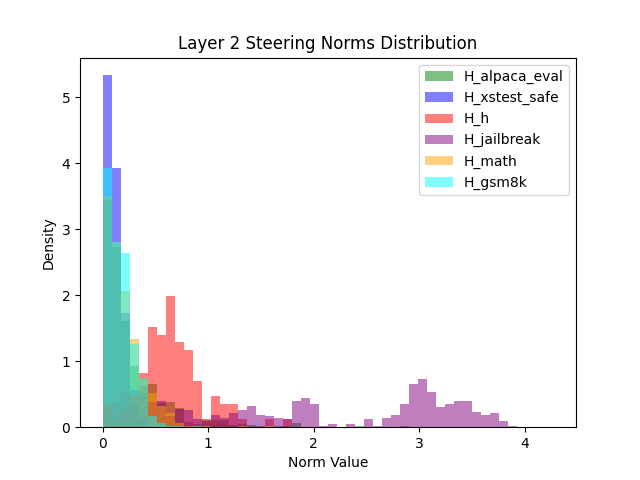 Layer 2 Steering Norms Distribution
H_alpaca_eval
H_xstest_safe
H_h
H_jailbreak
H_math
H_gsm8k
Density
5
4
3
2
1
0
0 1 2 3 4
Norm Value